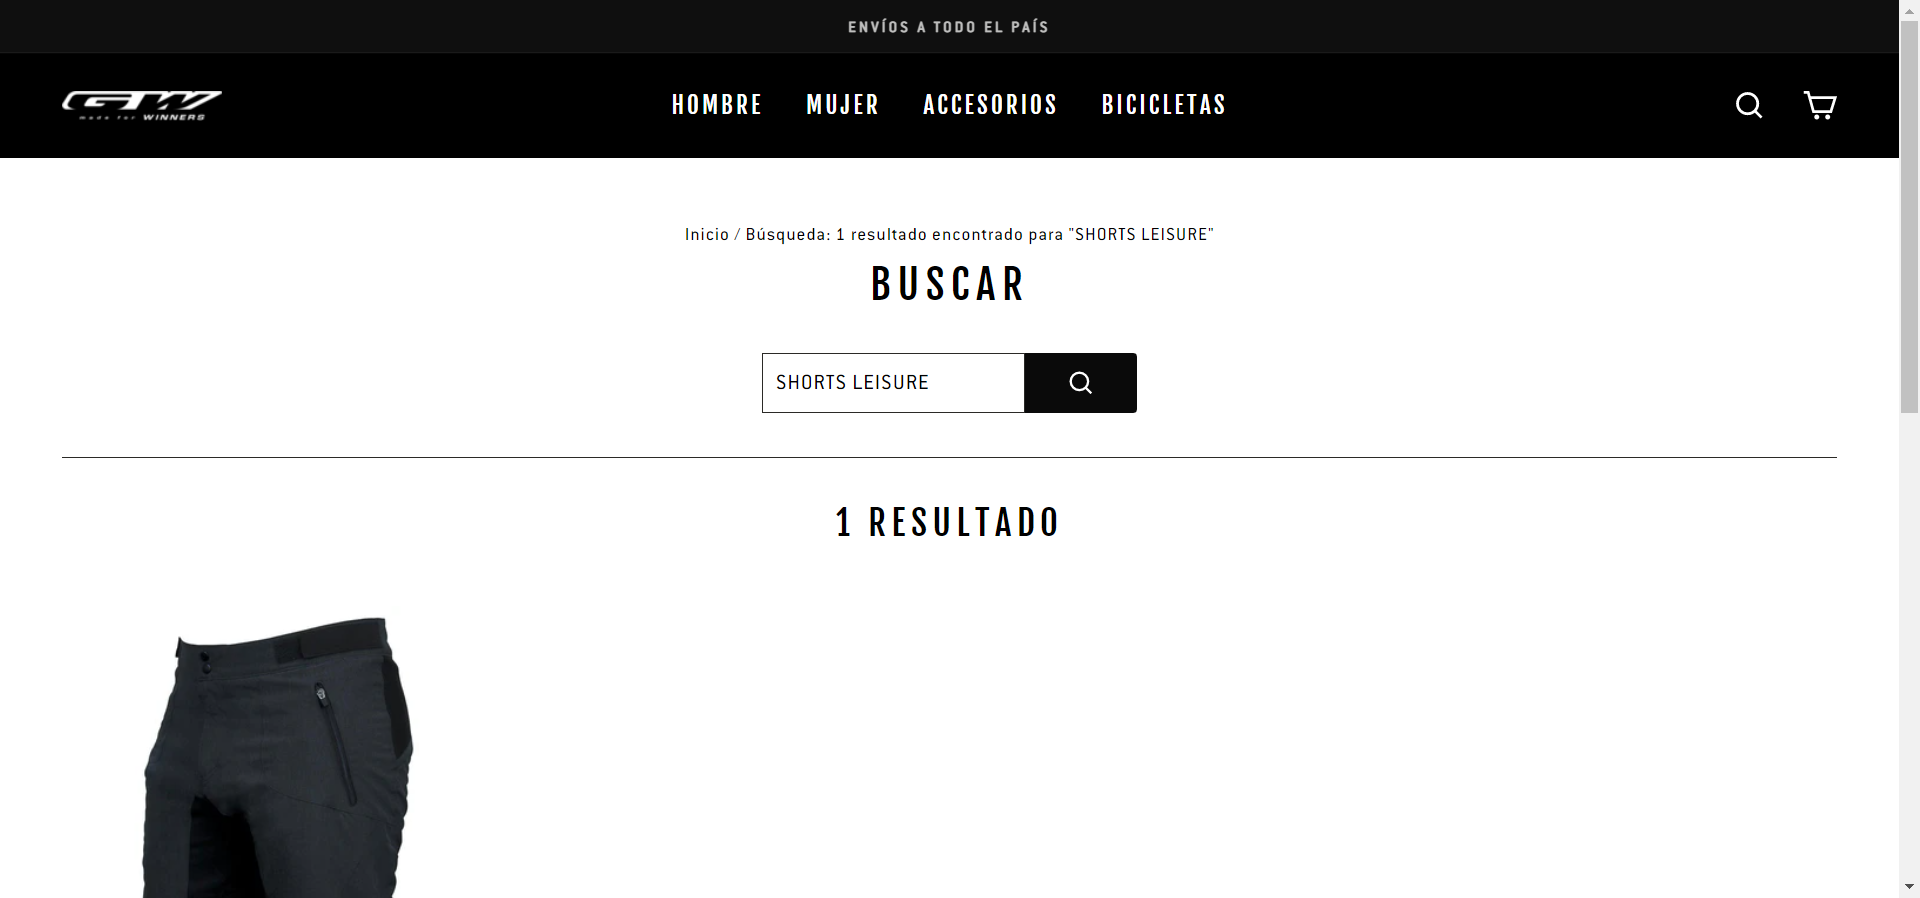 ENVÍOS A TODO EL PAÍS
GW
made for WINNERS
HOMBRE
MUJER
ACCESORIOS
BICICLETAS
Inicio / Búsqueda: 1 resultado encontrado para "SHORTS LEISURE"
BUSCAR
SHORTS LEISURE
1 RESULTADO